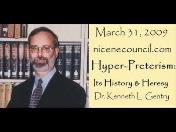 March 31, 2009
nicenecouncil.com
Hyper-Preterism:
Its History & Heresy
Dr. Kenneth L. Gentry